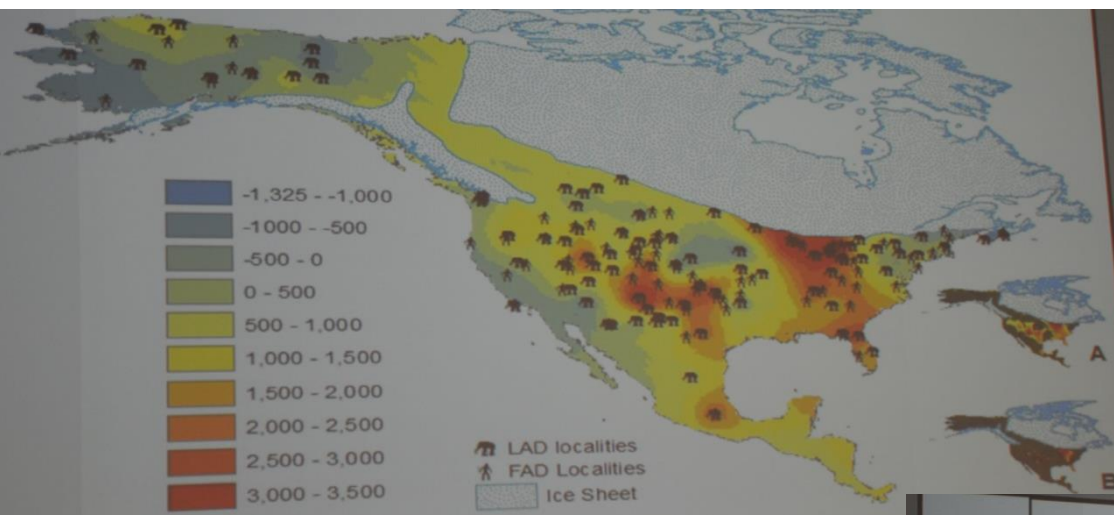 -1,325 - -1,000
-1000 - -500
-500 - 0
0 - 500
500 - 1,000
1,000 - 1,500
1,500 - 2,000
2,000 - 2,500
2,500 - 3,000
3,000 - 3,500
LAD localities
FAD Localities
Ice Sheet
A
B